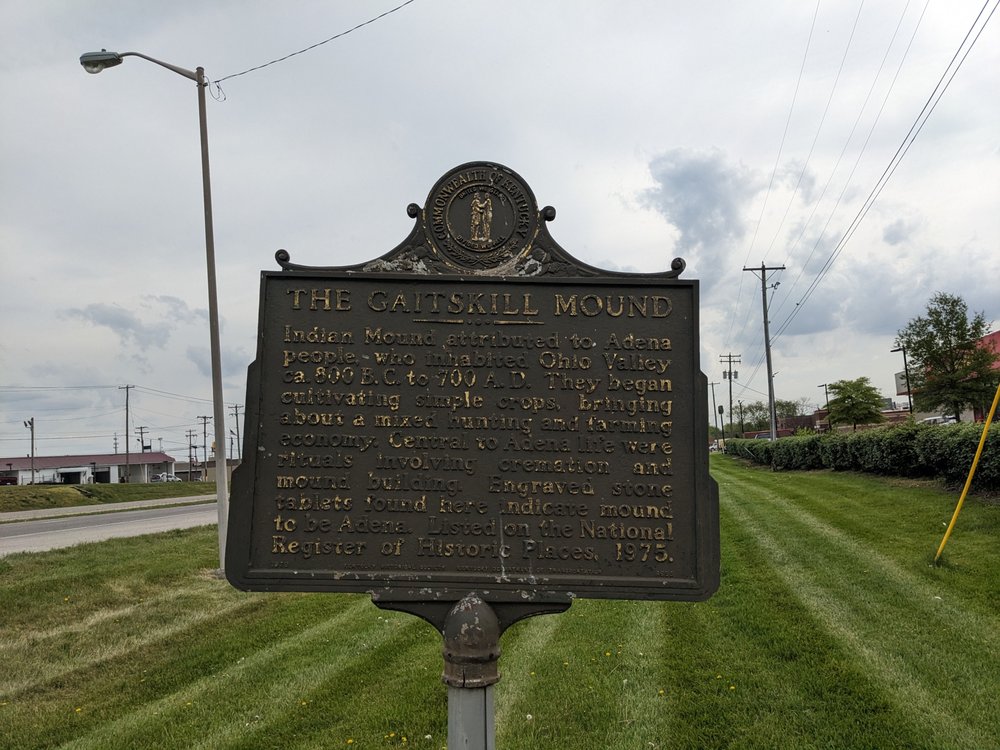 COMMONWEALTH OF KENTUCKY
THE GAITSKILL MOUND
Indian Mound attributed to Adena
people, who inhabited Ohio Valley
ca. 800 B.C. to 700 A.D. They began
cultivating simple crops, bringing
about a mixed hunting and farming
economy. Central to Adena life were
rituals involving cremation and
mound building. Engraved stone
tablets found here indicate mound
to be Adena. Listed on the National
Register of Historic Places, 1975.